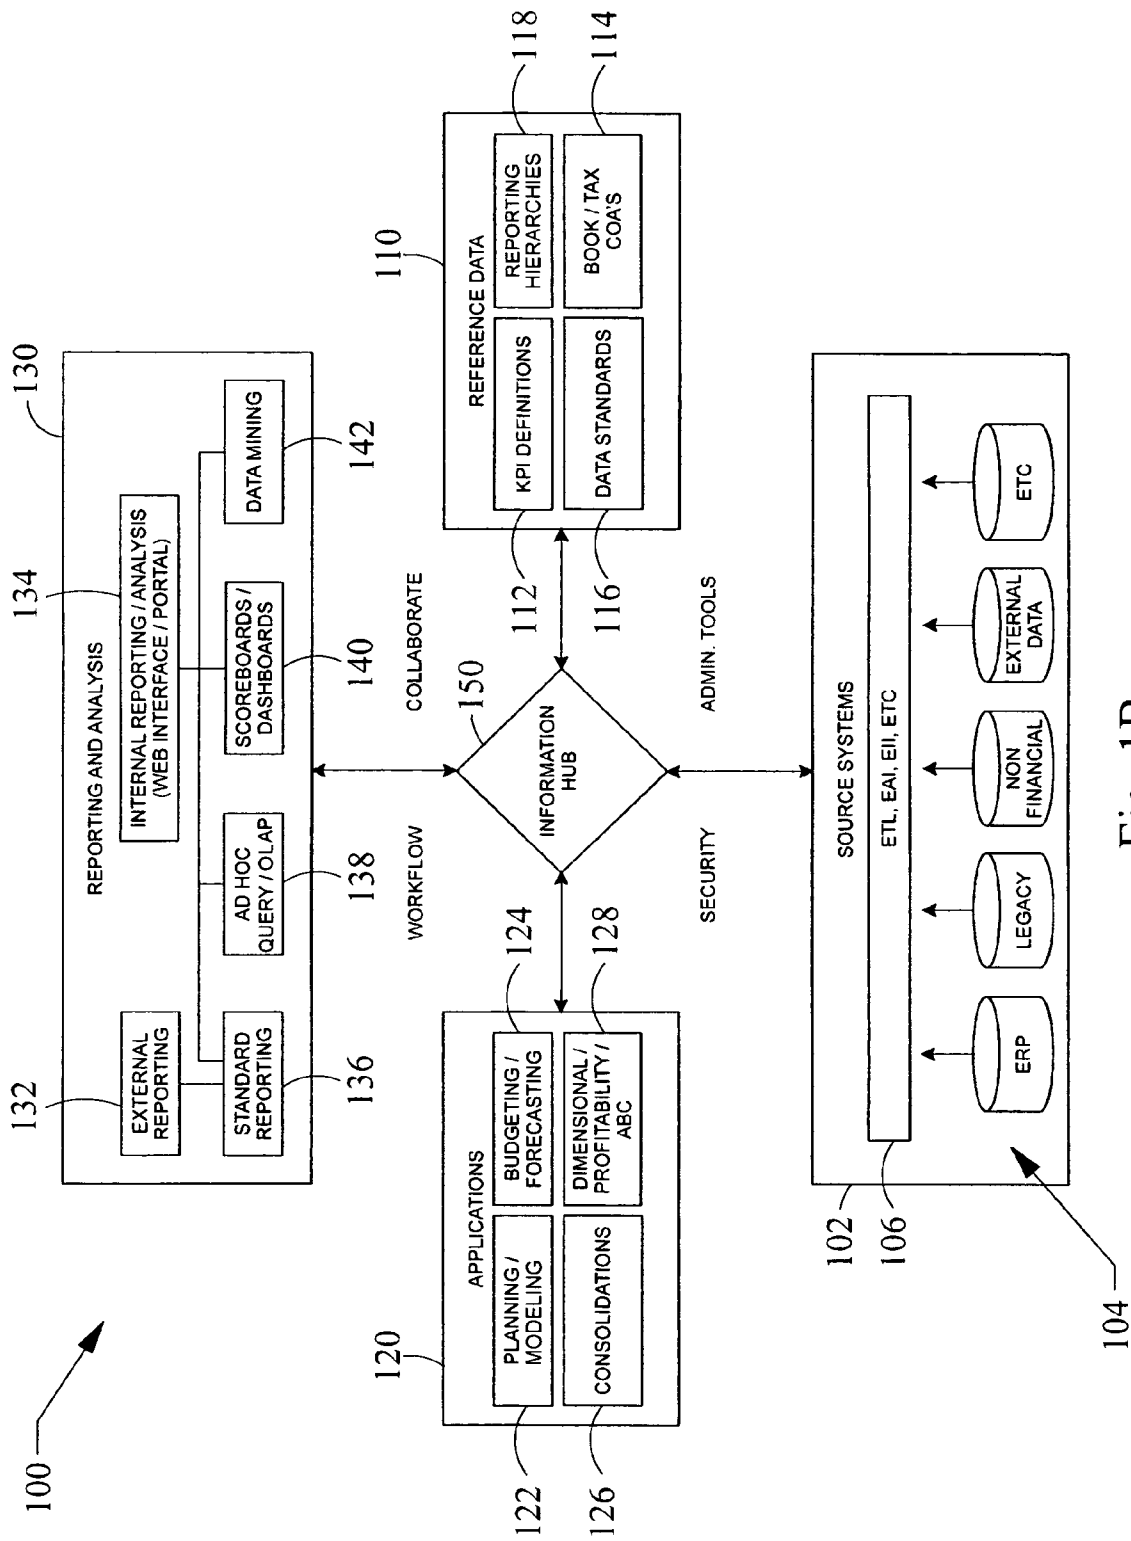 100
130
REPORTING AND ANALYSIS
132
EXTERNAL
REPORTING
134
INTERNAL REPORTING / ANALYSIS
(WEB INTERFACE / PORTAL)
STANDARD
REPORTING
136
AD HOC
QUERY / OLAP
138
SCOREBOARDS /
DASHBOARDS
140
DATA MINING
142
WORKFLOW
COLLABORATE
120
APPLICATIONS
122
PLANNING /
MODELING
124
BUDGETING /
FORECASTING
126
CONSOLIDATIONS
128
DIMENSIONAL /
PROFITABILITY /
ABC
150
INFORMATION
HUB
110
REFERENCE DATA
112
KPI DEFINITIONS
118
REPORTING
HIERARCHIES
116
DATA STANDARDS
114
BOOK / TAX
COA'S
SECURITY
ADMIN. TOOLS
102
SOURCE SYSTEMS
106
ETL, EAI, EII, ETC
104
ERP
LEGACY
NON
FINANCIAL
EXTERNAL
DATA
ETC